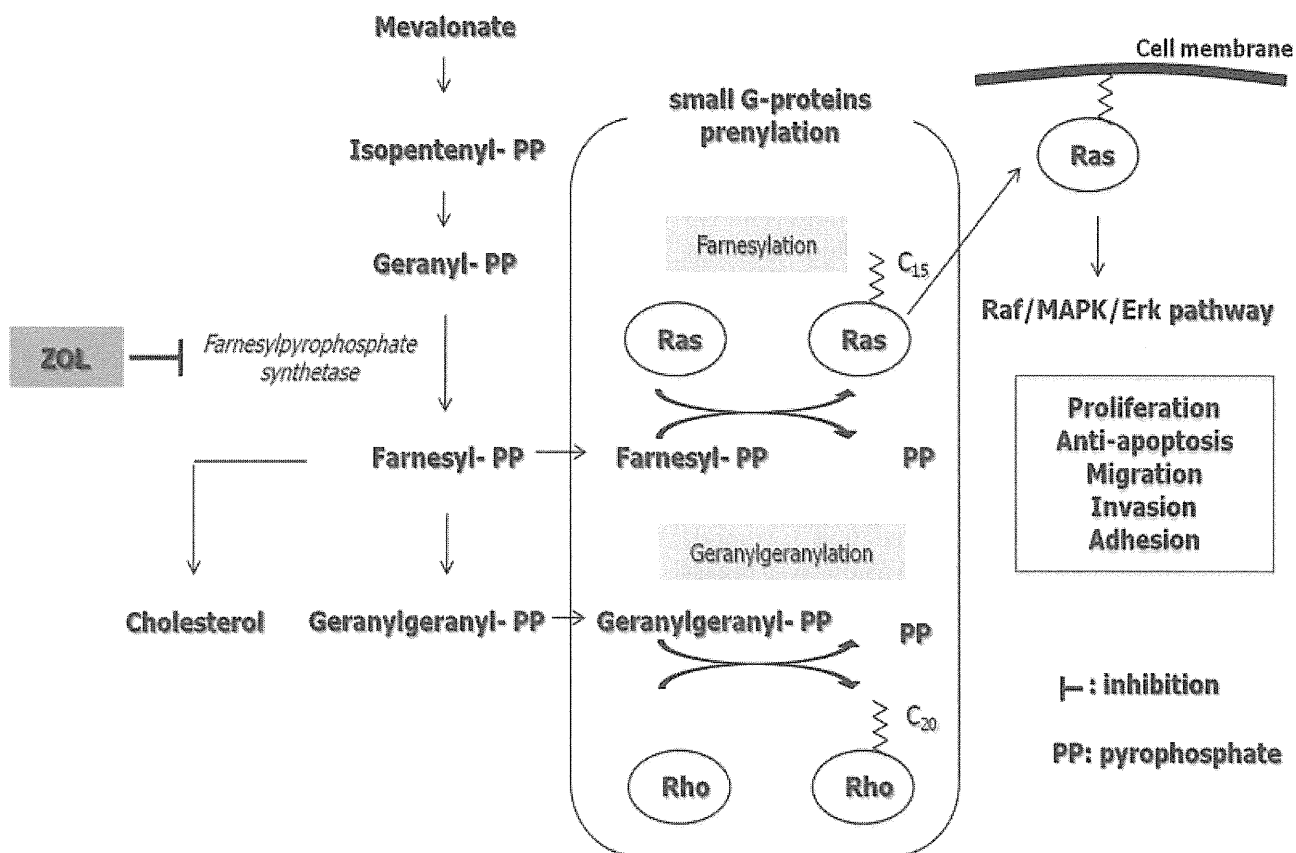 Mevalonate
Cell membrane
small G-proteins
prenylation
Isopentenyl- PP
Ras
Geranyl- PP
Farnesylation
C15
Ras
Ras
Raf/MAPK/Erk pathway
ZOL
Farnesylpyrophosphate
synthetase
Proliferation
Anti-apoptosis
Migration
Invasion
Adhesion
Farnesyl- PP
Farnesyl- PP
PP
Geranylgeranylation
Cholesterol
Geranylgeranyl- PP
Geranylgeranyl- PP
PP
C20
: inhibition
PP: pyrophosphate
Rho
Rho